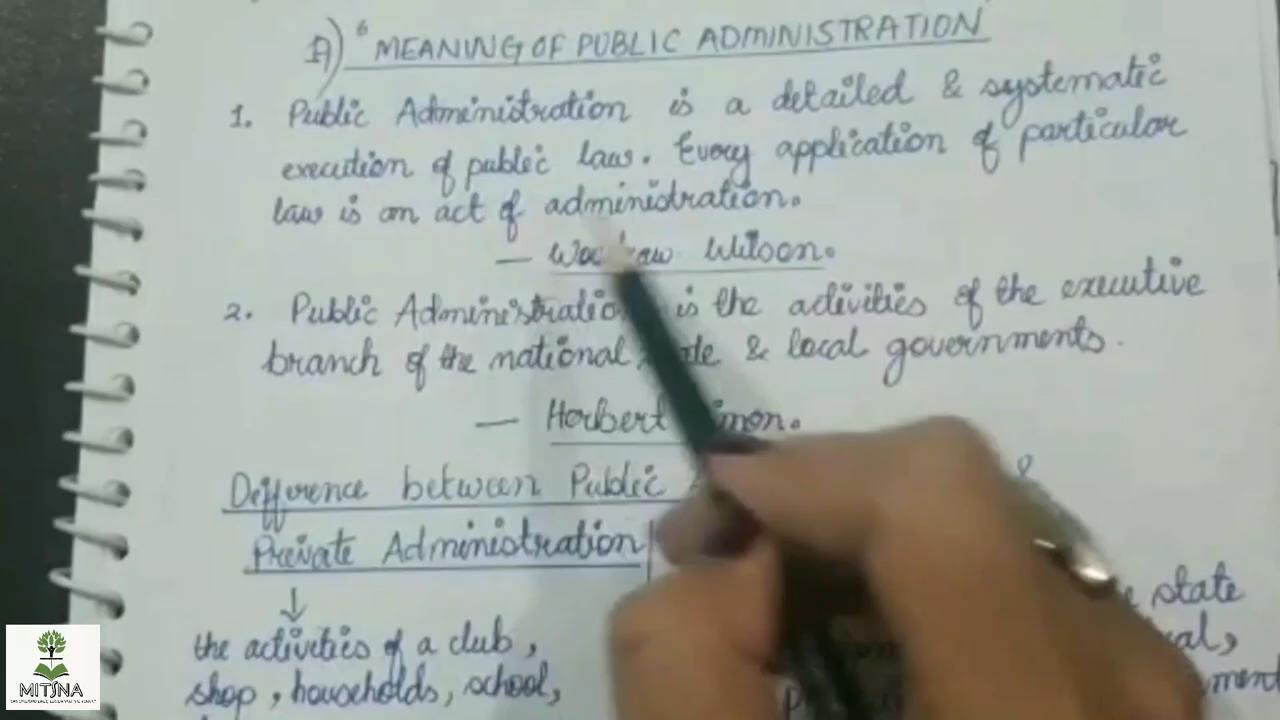 A) "MEANING OF PUBLIC ADMINISTRATION
1. Public Administration is a detailed & systematic
execution of public law. Every application of particular
law is an act of administration.
— Wilson.
2. Public Administration is the activities of the executive
branch of the national, & local governments.
— Herbert
Difference between Public &
Private Administration
↓
the activities of a club,
state
shop, households, school,
MITJNA